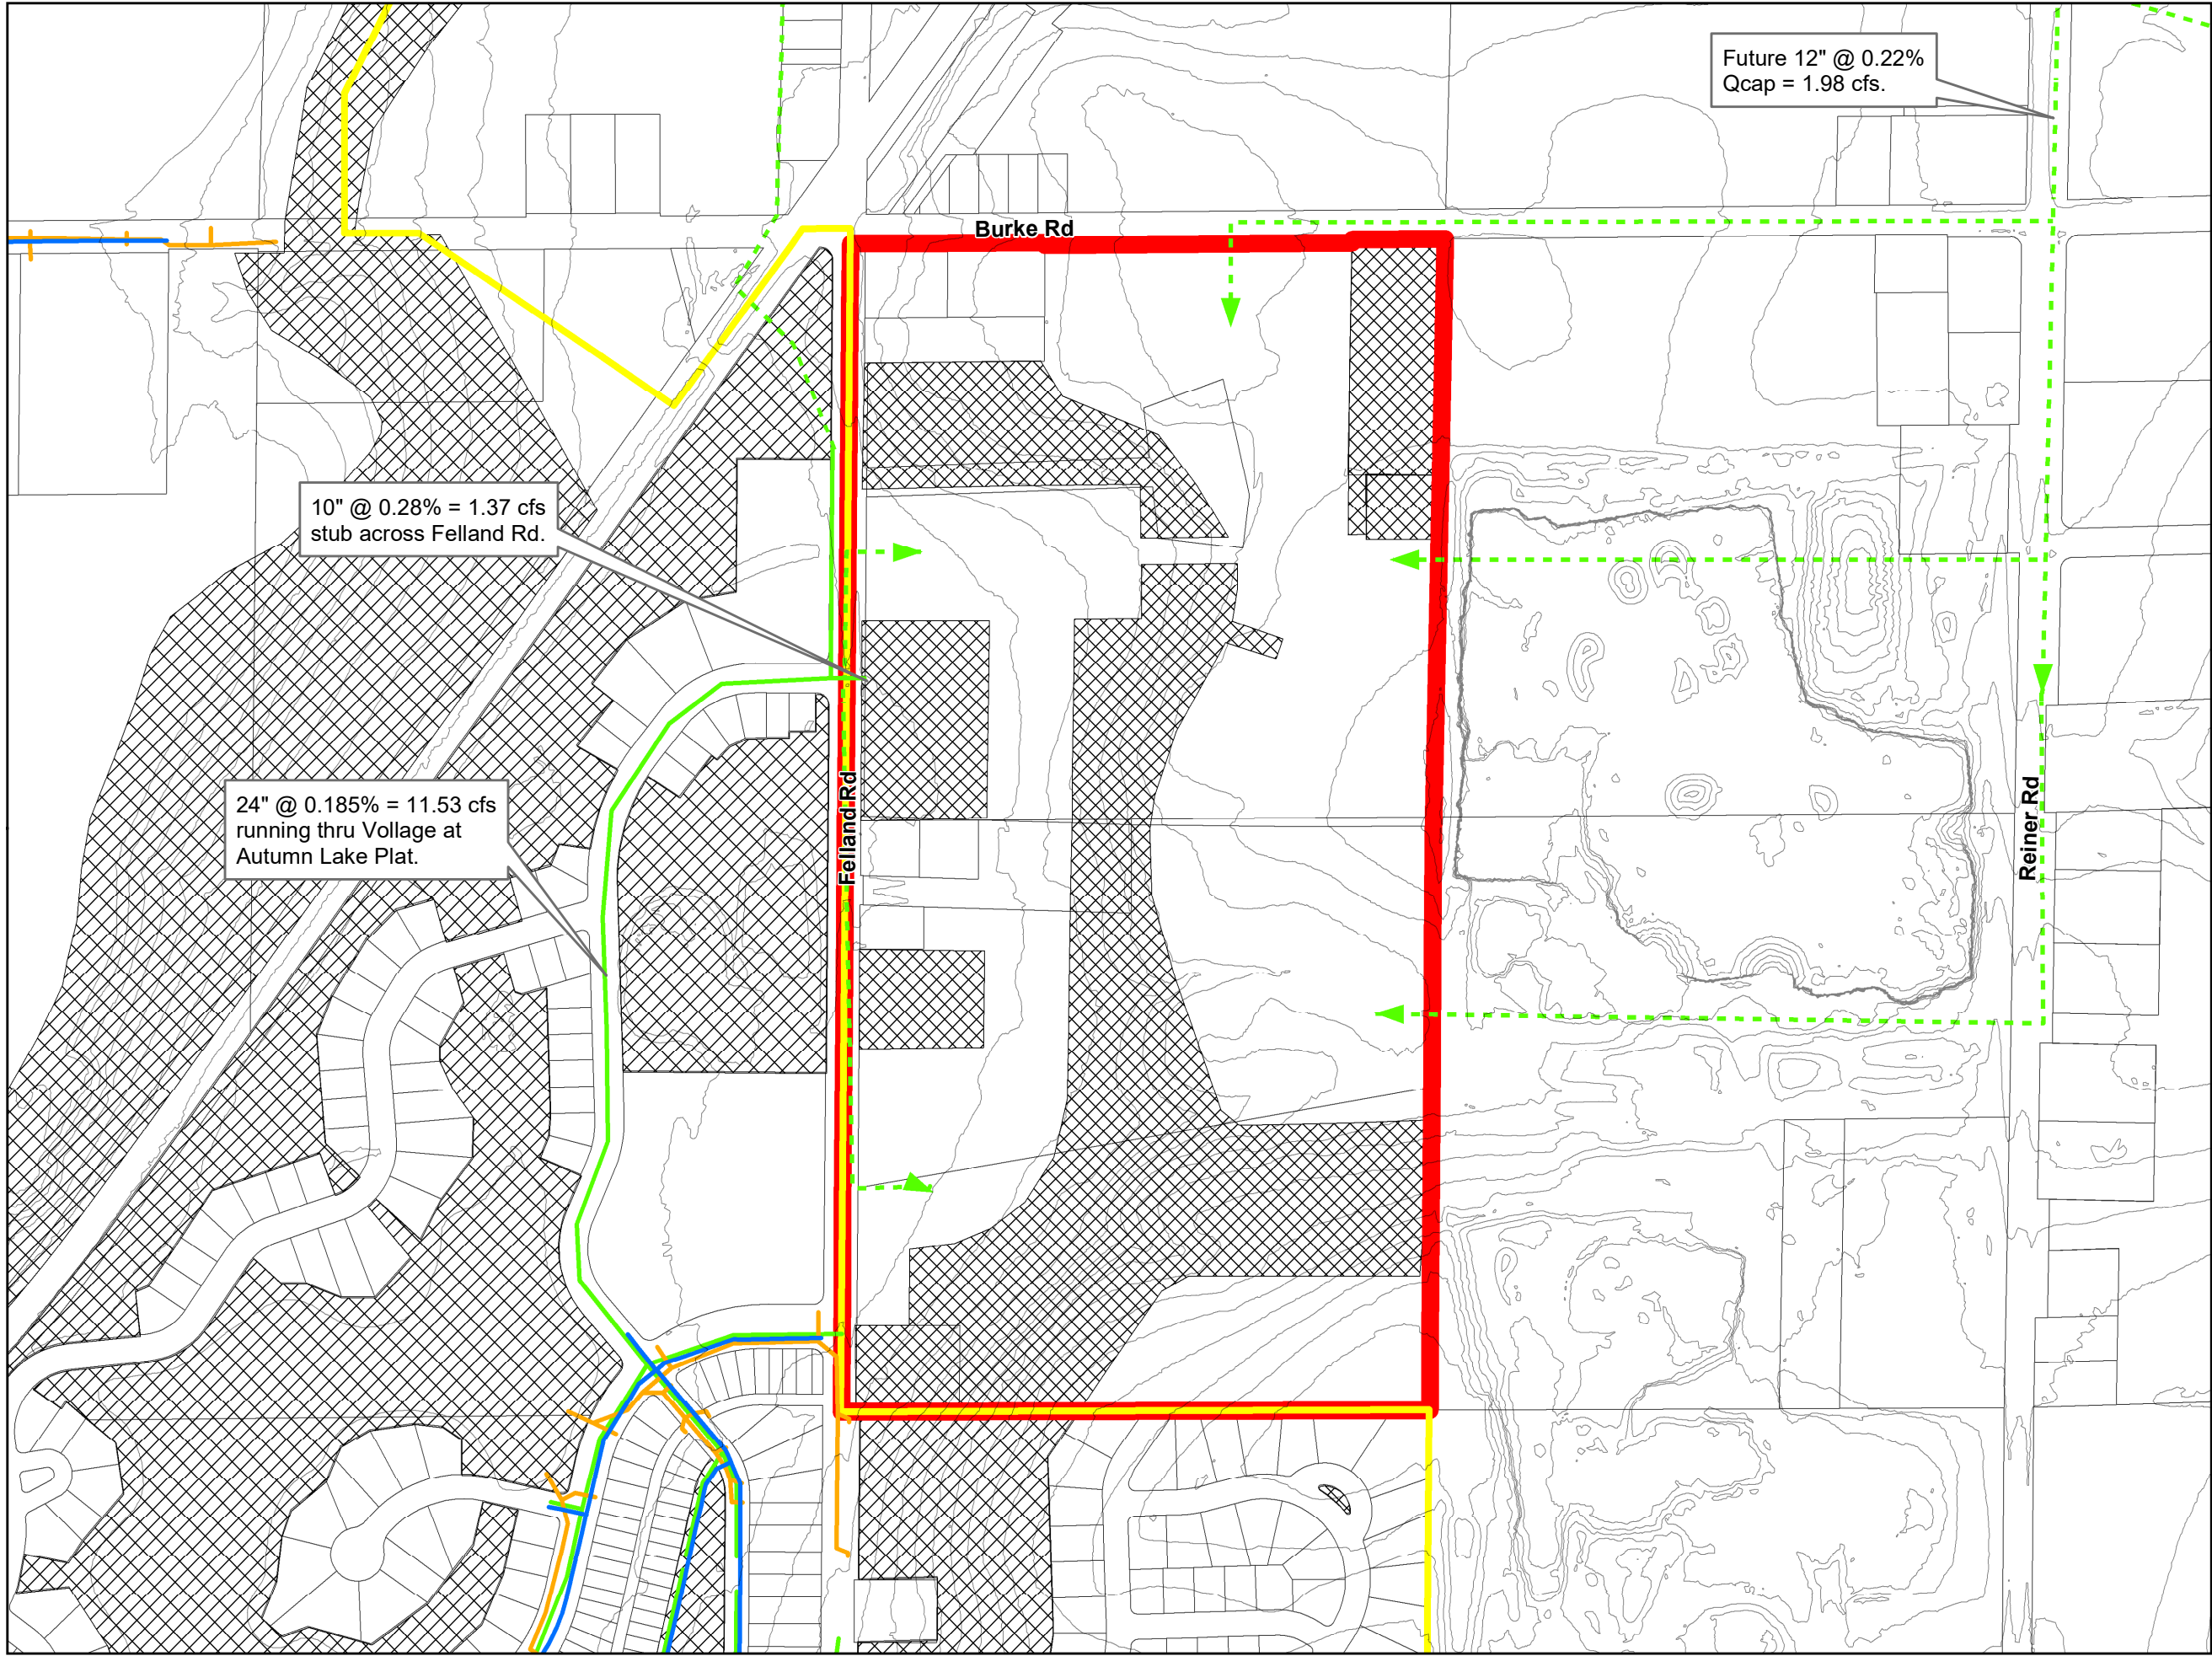 Future 12" @ 0.22%
Qcap = 1.98 cfs.
Burke Rd
10" @ 0.28% = 1.37 cfs
stub across Felland Rd.
24" @ 0.185% = 11.53 cfs
running thru Vollage at
Autumn Lake Plat.
Felland Rd
Reiner Rd